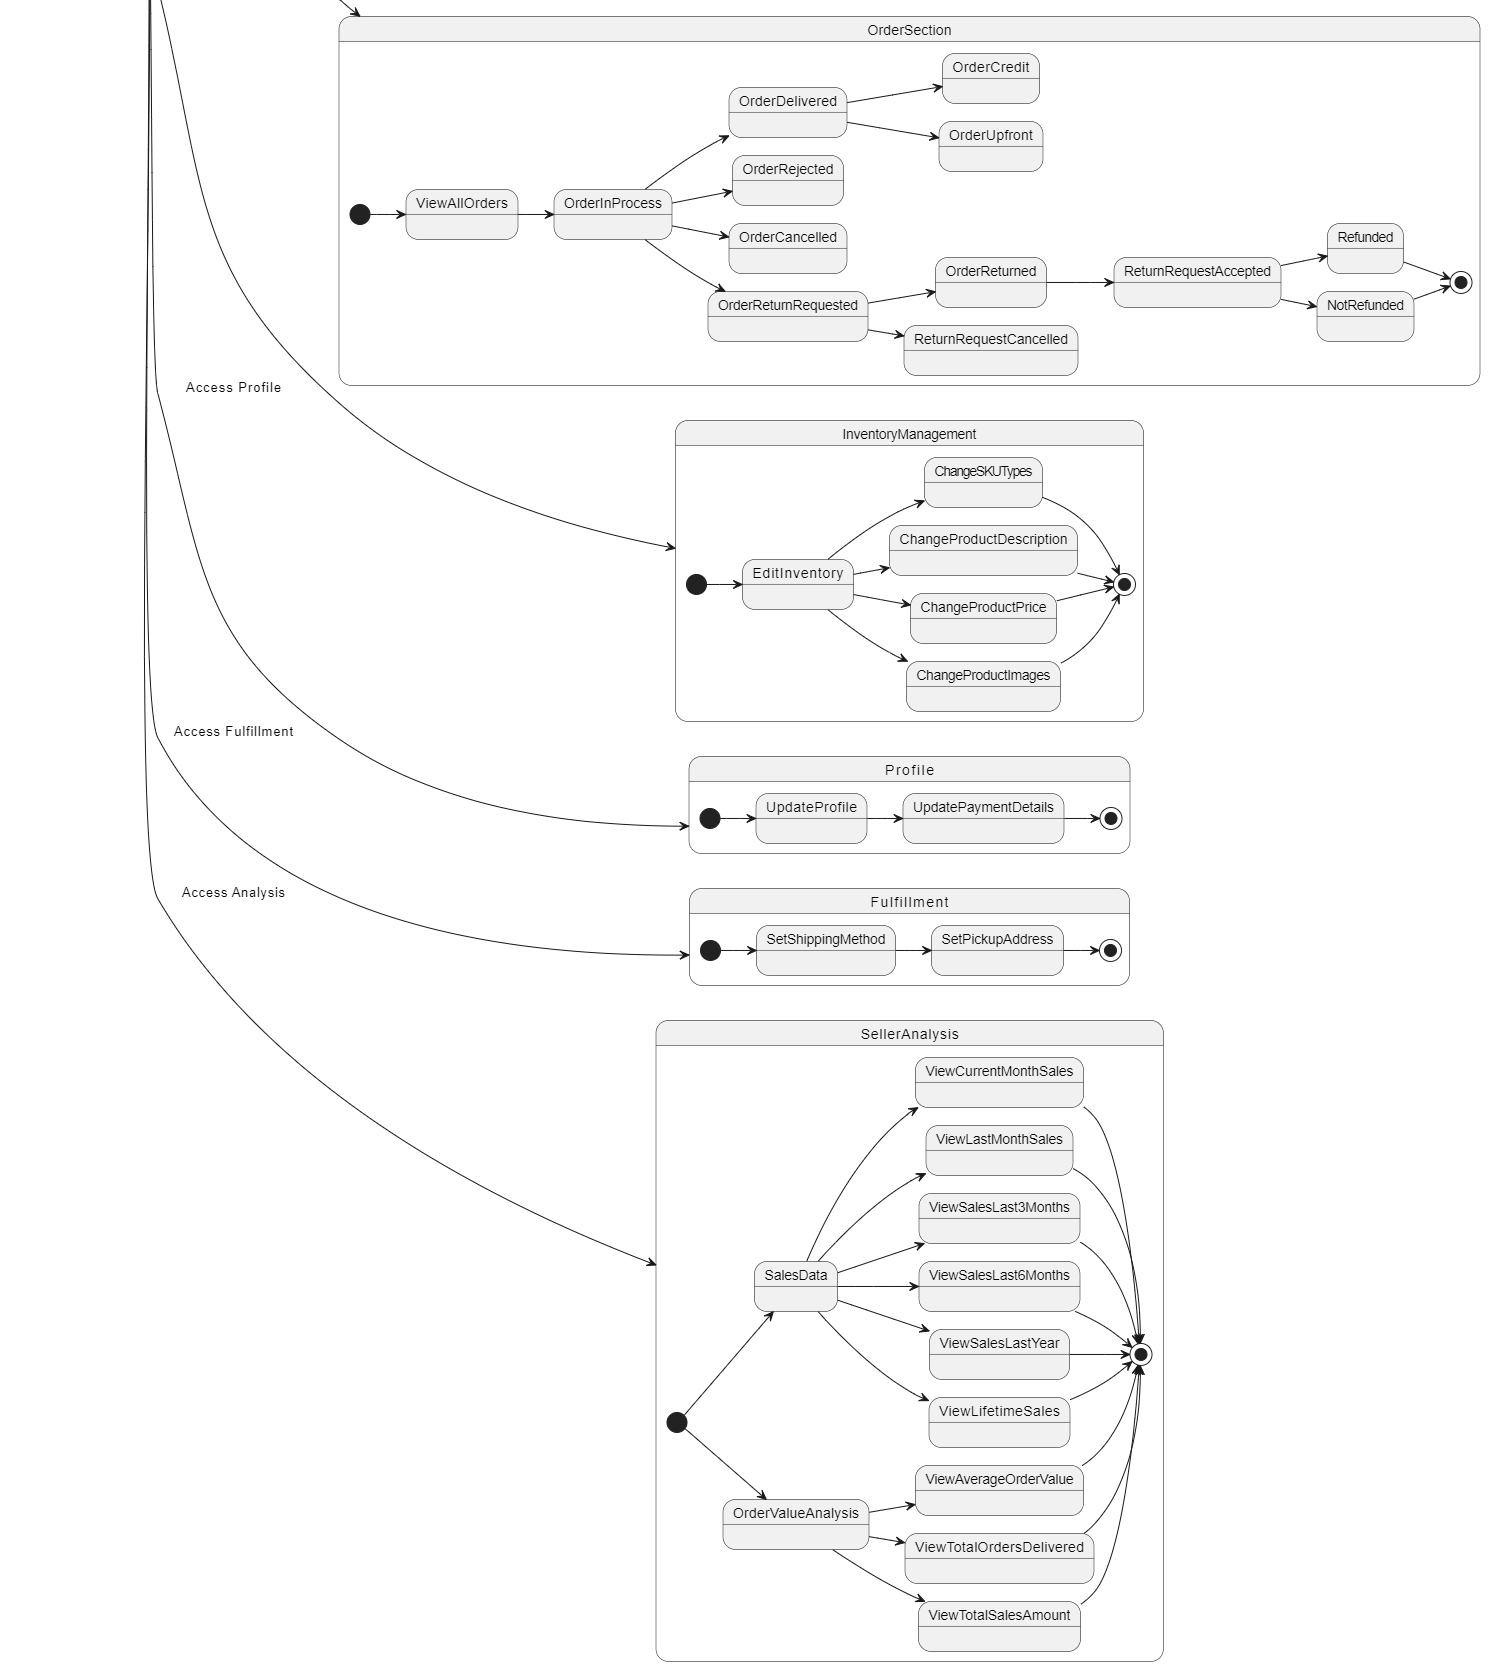 OrderSection
OrderCredit
OrderDelivered
OrderUpfront
OrderRejected
ViewAllOrders
OrderInProcess
OrderCancelled
Refunded
OrderReturned
ReturnRequestAccepted
OrderReturnRequested
NotRefunded
ReturnRequestCancelled
Access Profile
InventoryManagement
ChangeSKUTypes
ChangeProductDescription
EditInventory
ChangeProductPrice
ChangeProductImages
Access Fulfillment
Profile
UpdateProfile
UpdatePaymentDetails
Access Analysis
Fulfillment
SetShippingMethod
SetPickupAddress
SellerAnalysis
ViewCurrentMonthSales
ViewLastMonthSales
ViewSalesLast3Months
SalesData
ViewSalesLast6Months
ViewSalesLastYear
ViewLifetimeSales
ViewAverageOrderValue
OrderValueAnalysis
ViewTotalOrdersDelivered
ViewTotalSalesAmount